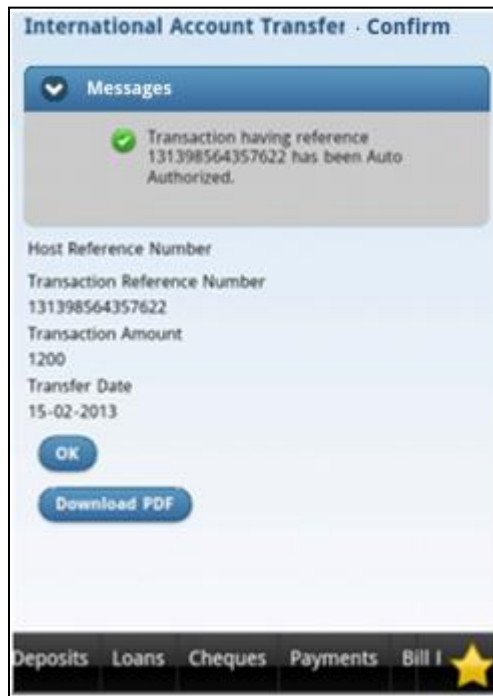 International Account Transfer - Confirm
Messages
Transaction having reference
131398564357622 has been Auto
Authorized.
Host Reference Number
Transaction Reference Number
131398564357622
Transaction Amount
1200
Transfer Date
15-02-2013
OK
Download PDF
Deposits Loans Cheques Payments Bill